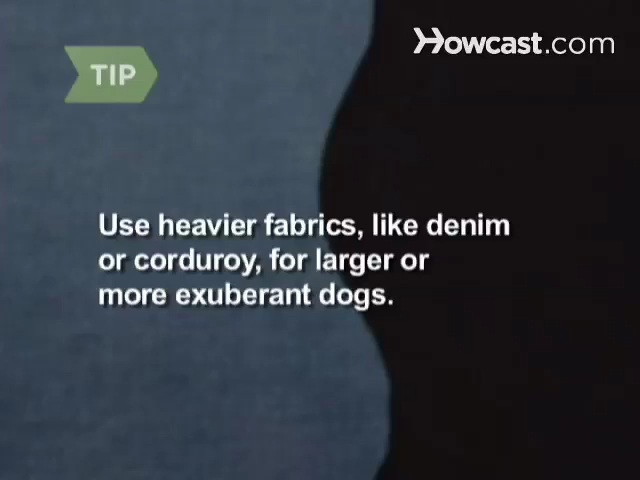 Howcast.com
TIP
Use heavier fabrics, like denim
or corduroy, for larger or
more exuberant dogs.